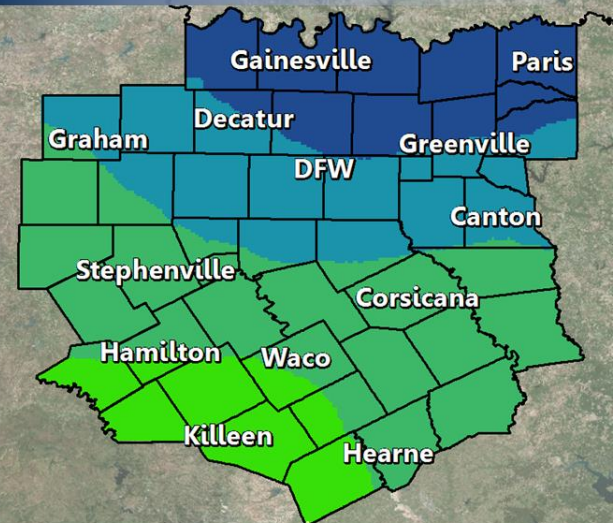 Gainesville
Paris
Decatur
Graham
Greenville
DFW
Canton
Stephenville
Corsicana
Hamilton
Waco
Killeen
Hearne